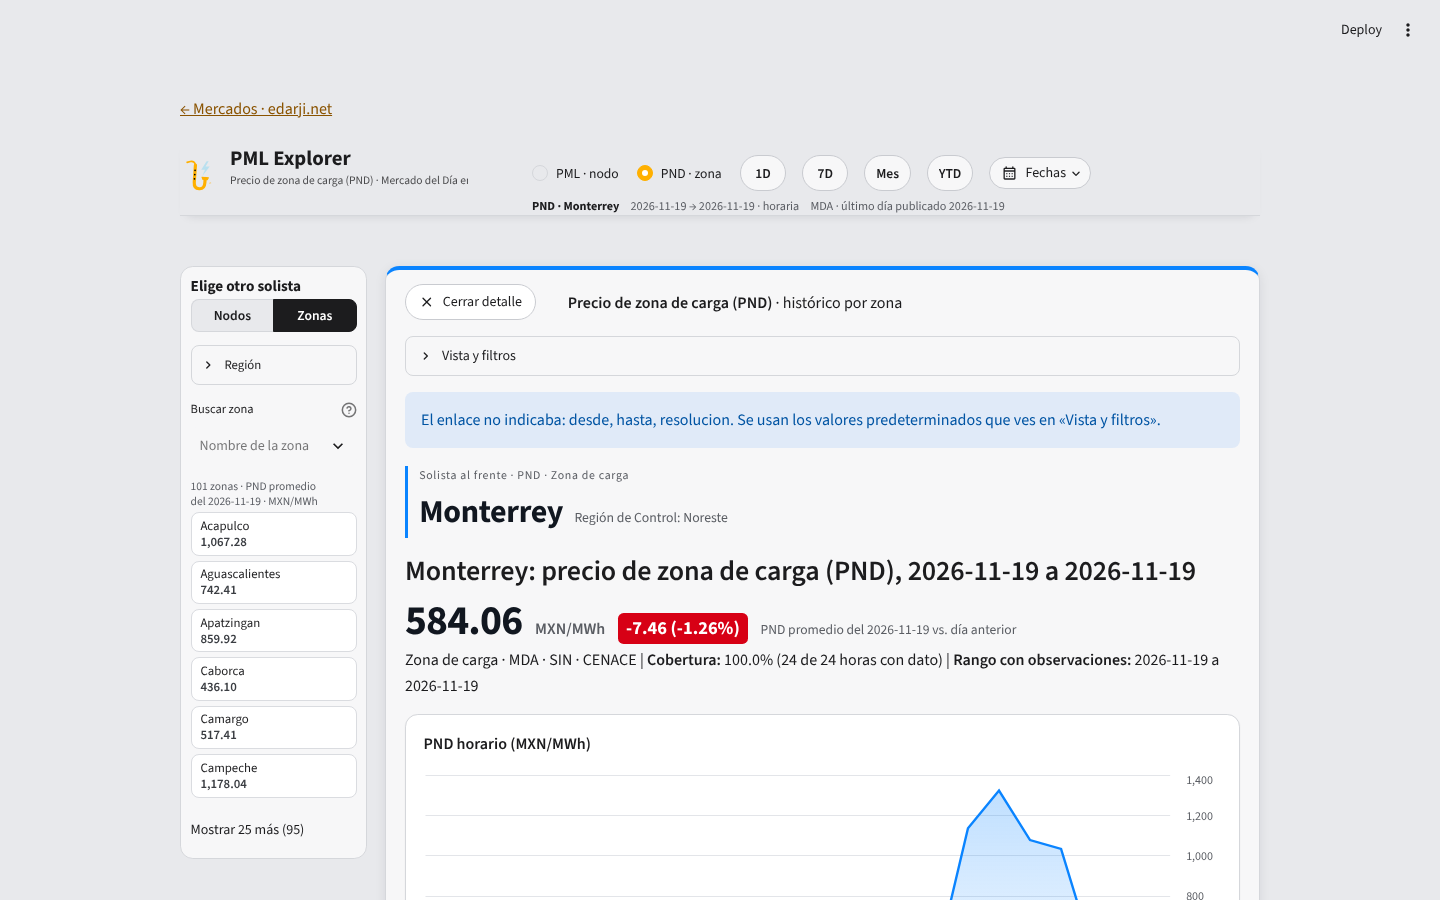 Deploy
← Mercados · edarji.net
PML Explorer
Precio de zona de carga (PND) · Mercado del Día
PML · nodo
PND · zona
1D
7D
Mes
YTD
Fechas
PND · Monterrey 2026-11-19 → 2026-11-19 · horaria MDA · último día publicado 2026-11-19
Elige otro solista
Nodos
Zonas
Región
Buscar zona
Nombre de la zona
101 zonas · PND promedio
del 2026-11-19 · MXN/MWh
Acapulco
1,067.28
Aguascalientes
742.41
Apatzingan
859.92
Caborca
436.10
Camargo
517.41
Campeche
1,178.04
Mostrar 25 más (95)
Cerrar detalle
Precio de zona de carga (PND) · histórico por zona
Vista y filtros
El enlace no indicaba: desde, hasta, resolucion. Se usan los valores predeterminados que ves en «Vista y filtros».
Solista al frente · PND · Zona de carga
Monterrey Región de Control: Noreste
Monterrey: precio de zona de carga (PND), 2026-11-19 a 2026-11-19
584.06 MXN/MWh -7.46 (-1.26%) PND promedio del 2026-11-19 vs. día anterior
Zona de carga · MDA · SIN · CENACE | Cobertura: 100.0% (24 de 24 horas con dato) | Rango con observaciones: 2026-11-19 a
2026-11-19
PND horario (MXN/MWh)
1,400
1,200
1,000
800